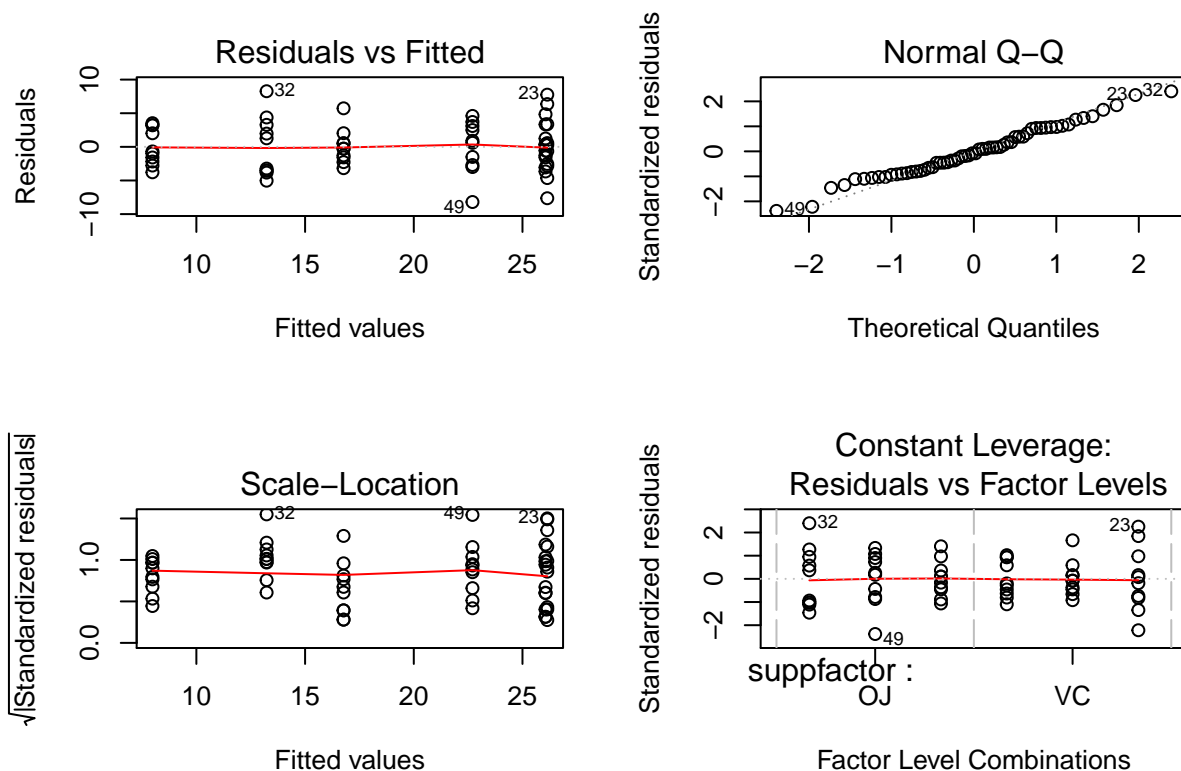 Residuals vs Fitted
Residuals
10
0
−10
32
23
49
10
15
20
25
Fitted values
Normal Q−Q
Standardized residuals
2
0
−2
23
32
49
−2
−1
0
1
2
Theoretical Quantiles
Scale−Location
√|Standardized residuals|
1.0
0.0
32
49
23
10
15
20
25
Fitted values
Constant Leverage:
Residuals vs Factor Levels
Standardized residuals
2
0
−2
32
23
49
suppfactor :
OJ
VC
Factor Level Combinations